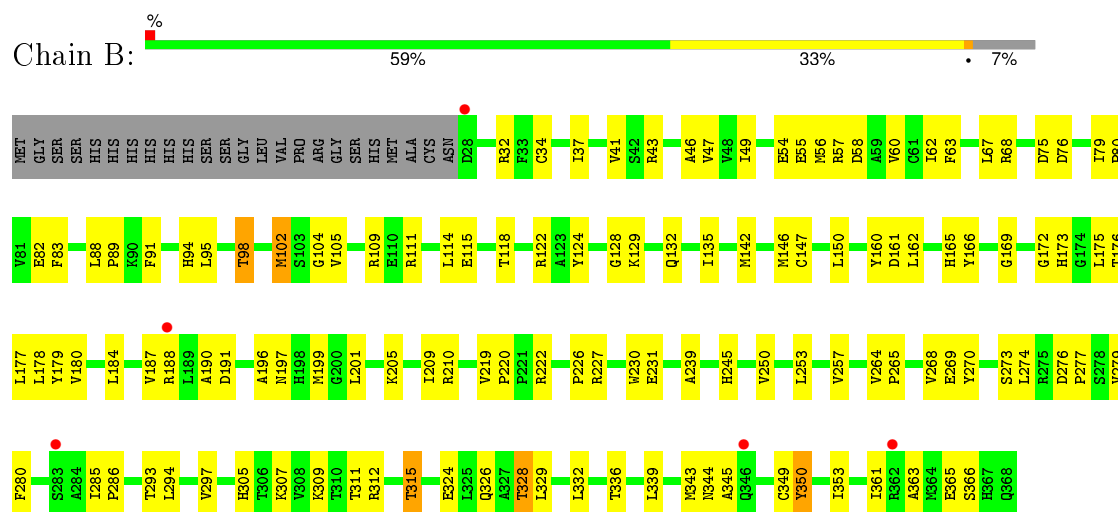 %
Chain B:
59% 33% • 7%
MET GLY SER SER HIS HIS HIS HIS HIS HIS SER SER GLY LEU VAL PRO ARG GLY SER HIS MET ALA CYS ASN D28 R32 F33 C34 I37 V41 S42 R43 A46 V47 V48 I49 E54 E55 M56 R57 D58 A59 V60 C61 I62 F63 L67 R68 D75 D76 I79 P80
V81 E82 F83 L88 P89 K90 F91 H94 L95 T98 M102 S103 G104 V105 R109 E110 R111 L114 E115 T118 R122 A123 Y124 G128 K129 Q132 I135 M142 M146 C147 L150 Y160 D161 L162 H165 Y166 G169 G172 H173 G174 L175 T176
L177 L178 Y179 V180 L184 V187 R188 L189 A190 D191 A196 N197 H198 M199 G200 L201 K205 I209 R210 V219 P220 P221 R222 P226 R227 W230 E231 A239 H245 V250 L253 V257 V264 P265 V268 E269 Y270 S273 L274 R275 D276 P277 S278 V279
F280 S283 A284 I285 P286 T293 L294 V297 H305 T306 K307 V308 K309 T310 T311 R312 T315 E324 L325 Q326 A327 T328 L329 L332 T336 L339 M343 N344 A345 Q346 C349 Y350 I353 I361 R362 A363 M364 E365 S366 H367 Q368